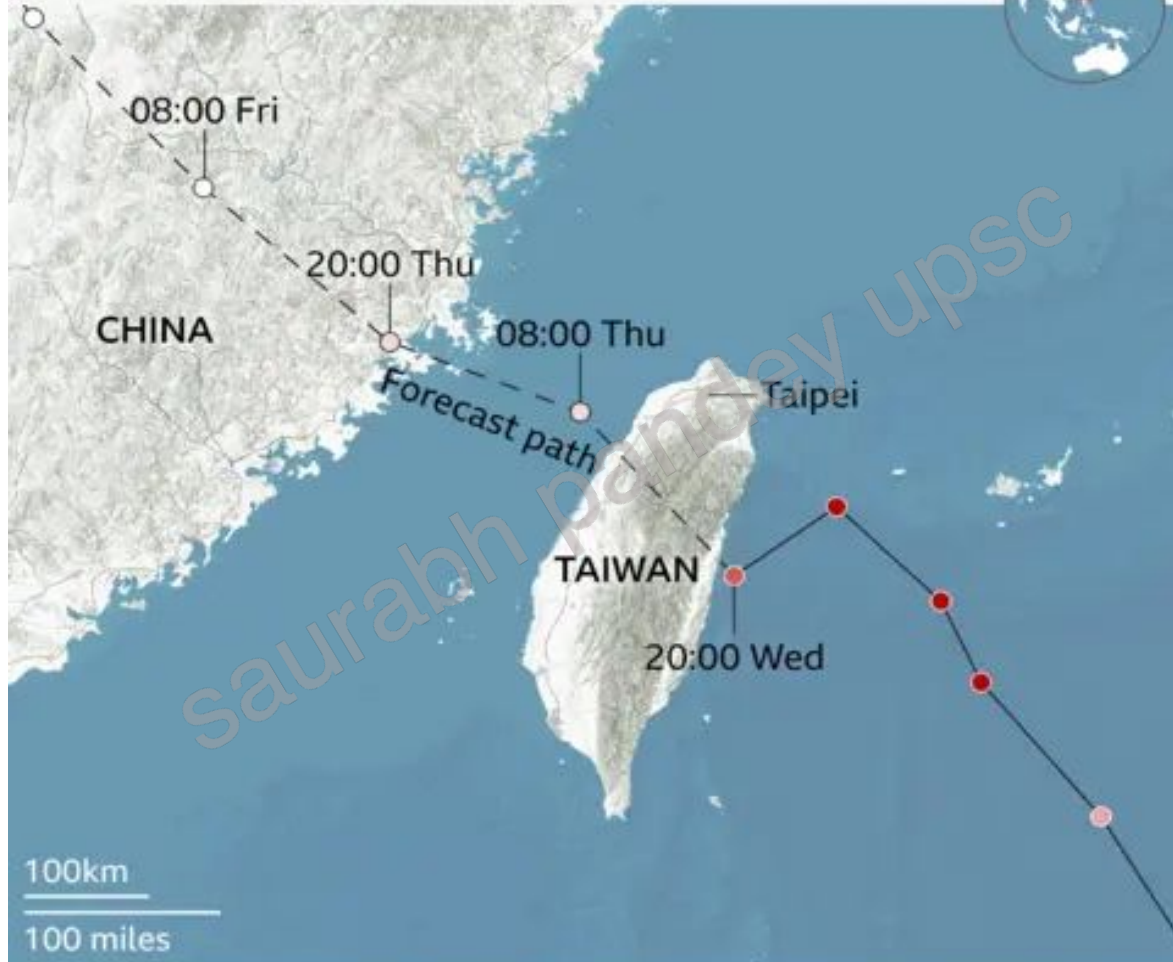 08:00 Fri
20:00 Thu
CHINA
08:00 Thu
Forecast path
Taipei
TAIWAN
20:00 Wed
100km
100 miles
saurabh pandey upsc